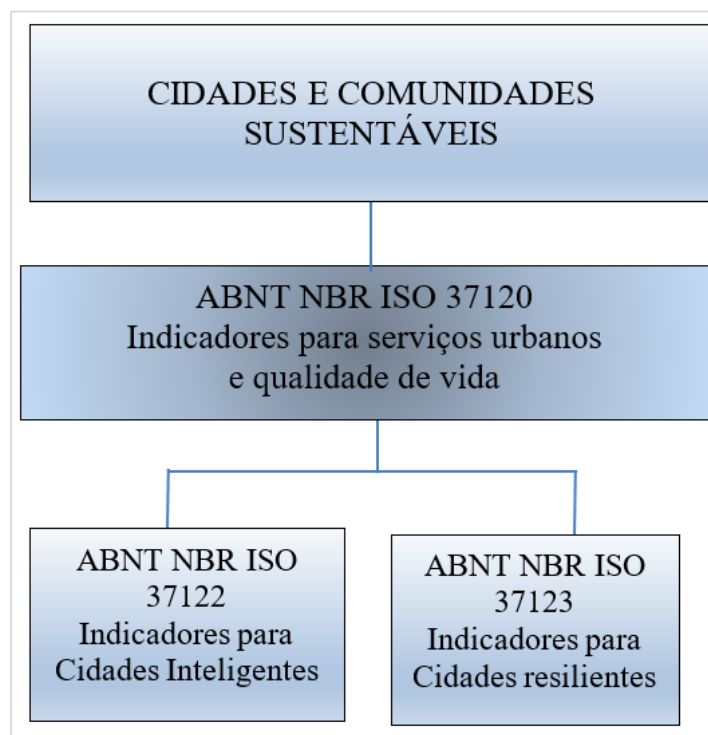 CIDADES E COMUNIDADES
SUSTENTÁVEIS
ABNT NBR ISO 37120
Indicadores para serviços urbanos
e qualidade de vida
ABNT NBR ISO
37122
Indicadores para
Cidades Inteligentes
ABNT NBR ISO
37123
Indicadores para
Cidades resilientes